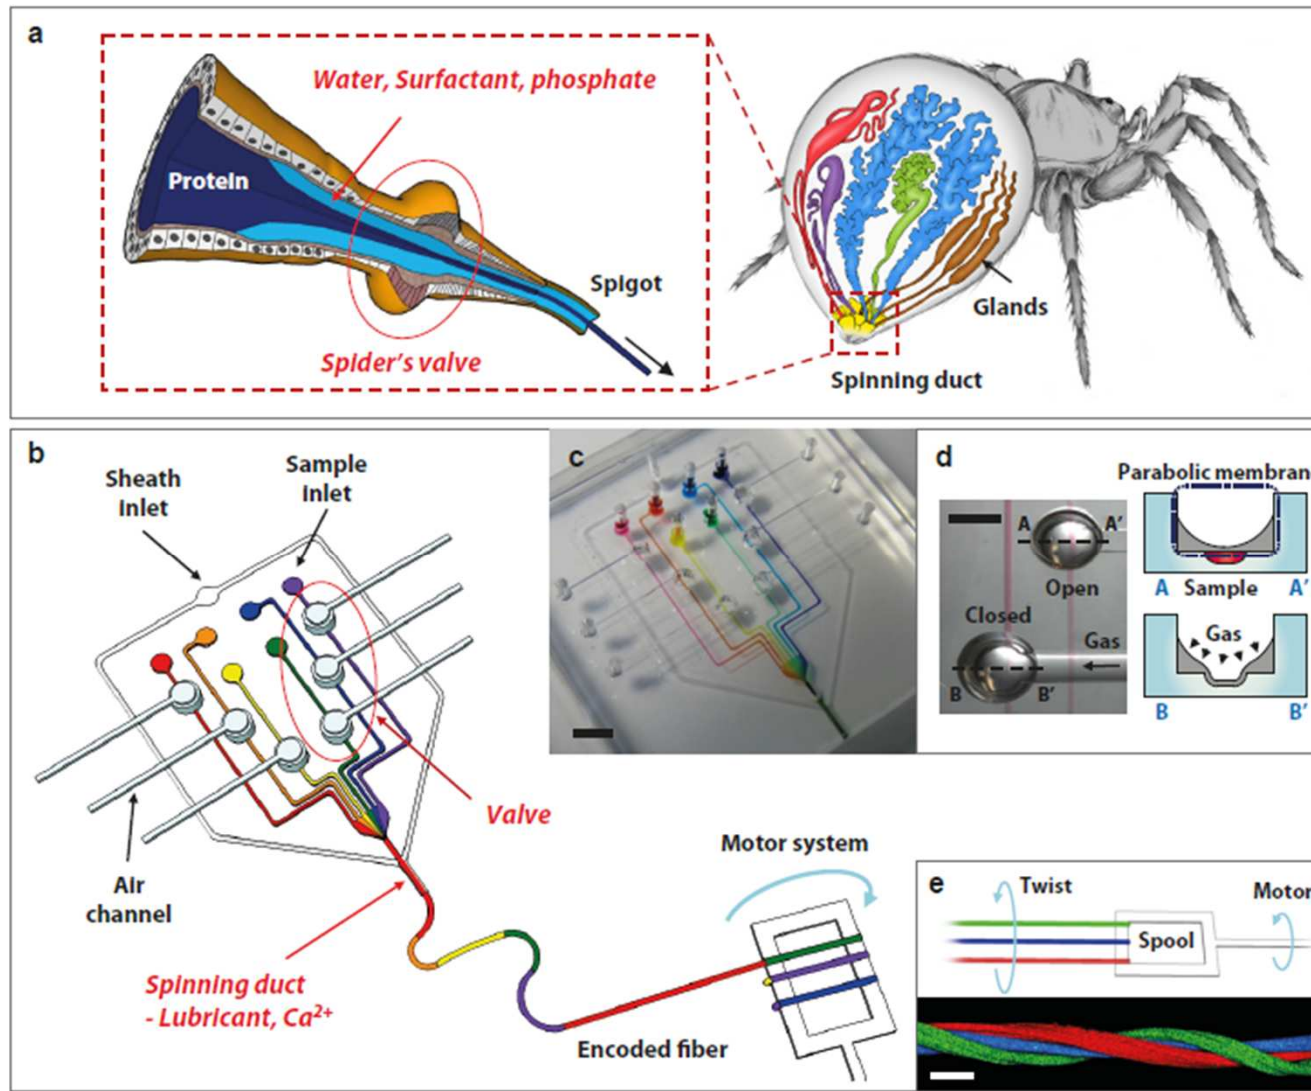 a
Water, Surfactant, phosphate
Protein
Spigot
Spider's valve
Glands
Spinning duct
b
Sheath
Inlet
Sample
inlet
Valve
Air
channel
Spinning duct
- Lubricant, Ca²⁺
Motor system
Encoded fiber
c
d
A
A'
Open
Closed
Gas
B
B'
Parabolic membran
A
Sample
A'
Gas
B
B'
e
Twist
Motor
Spool